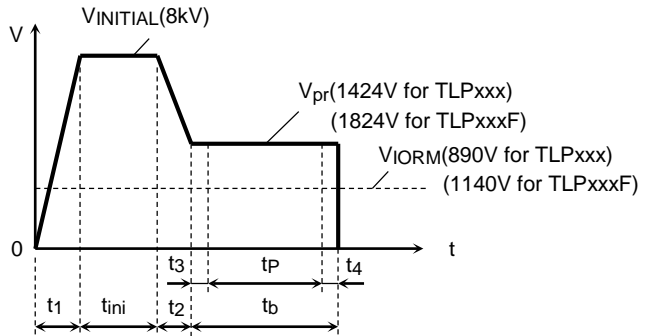 VINITIAL(8kV)
V
Vpr(1424V for TLPxxx)
(1824V for TLPxxxF)
VIORM(890V for TLPxxx)
(1140V for TLPxxxF)
0
t
t3
tP
t4
t1
tini
t2
tb